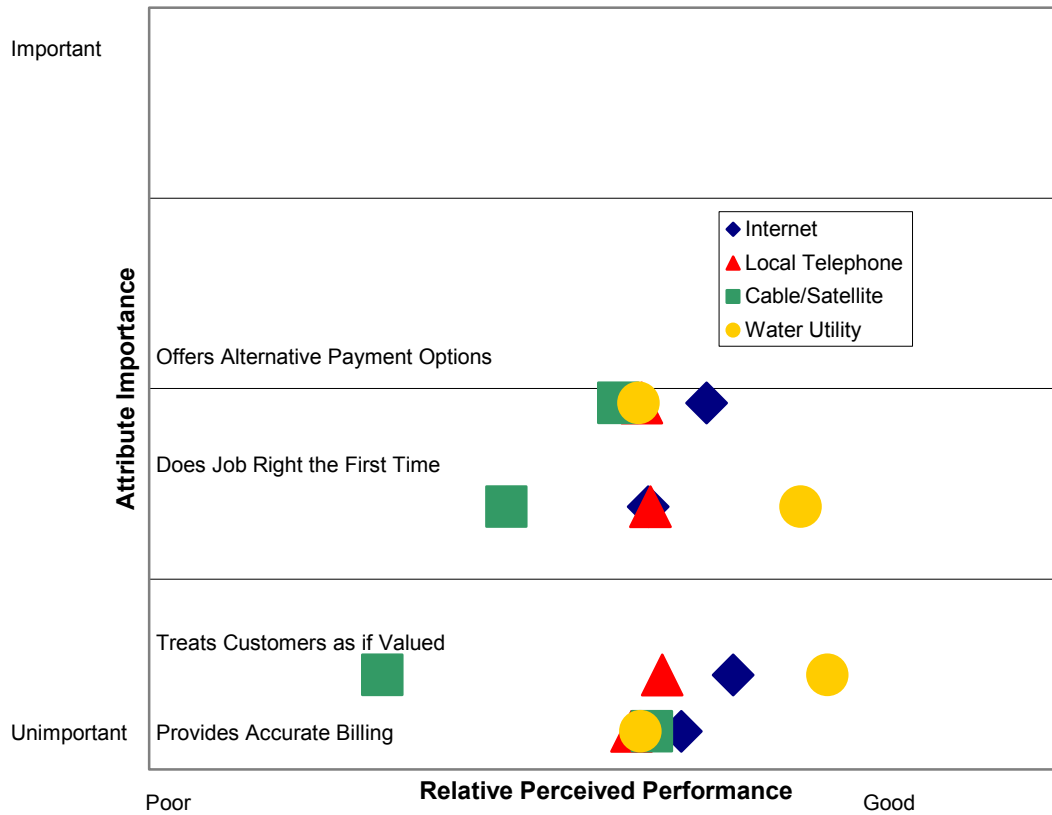 Important
Internet
Local Telephone
Cable/Satellite
Water Utility
Attribute Importance
Offers Alternative Payment Options
Does Job Right the First Time
Treats Customers as if Valued
Unimportant
Provides Accurate Billing
Relative Perceived Performance
Poor
Good